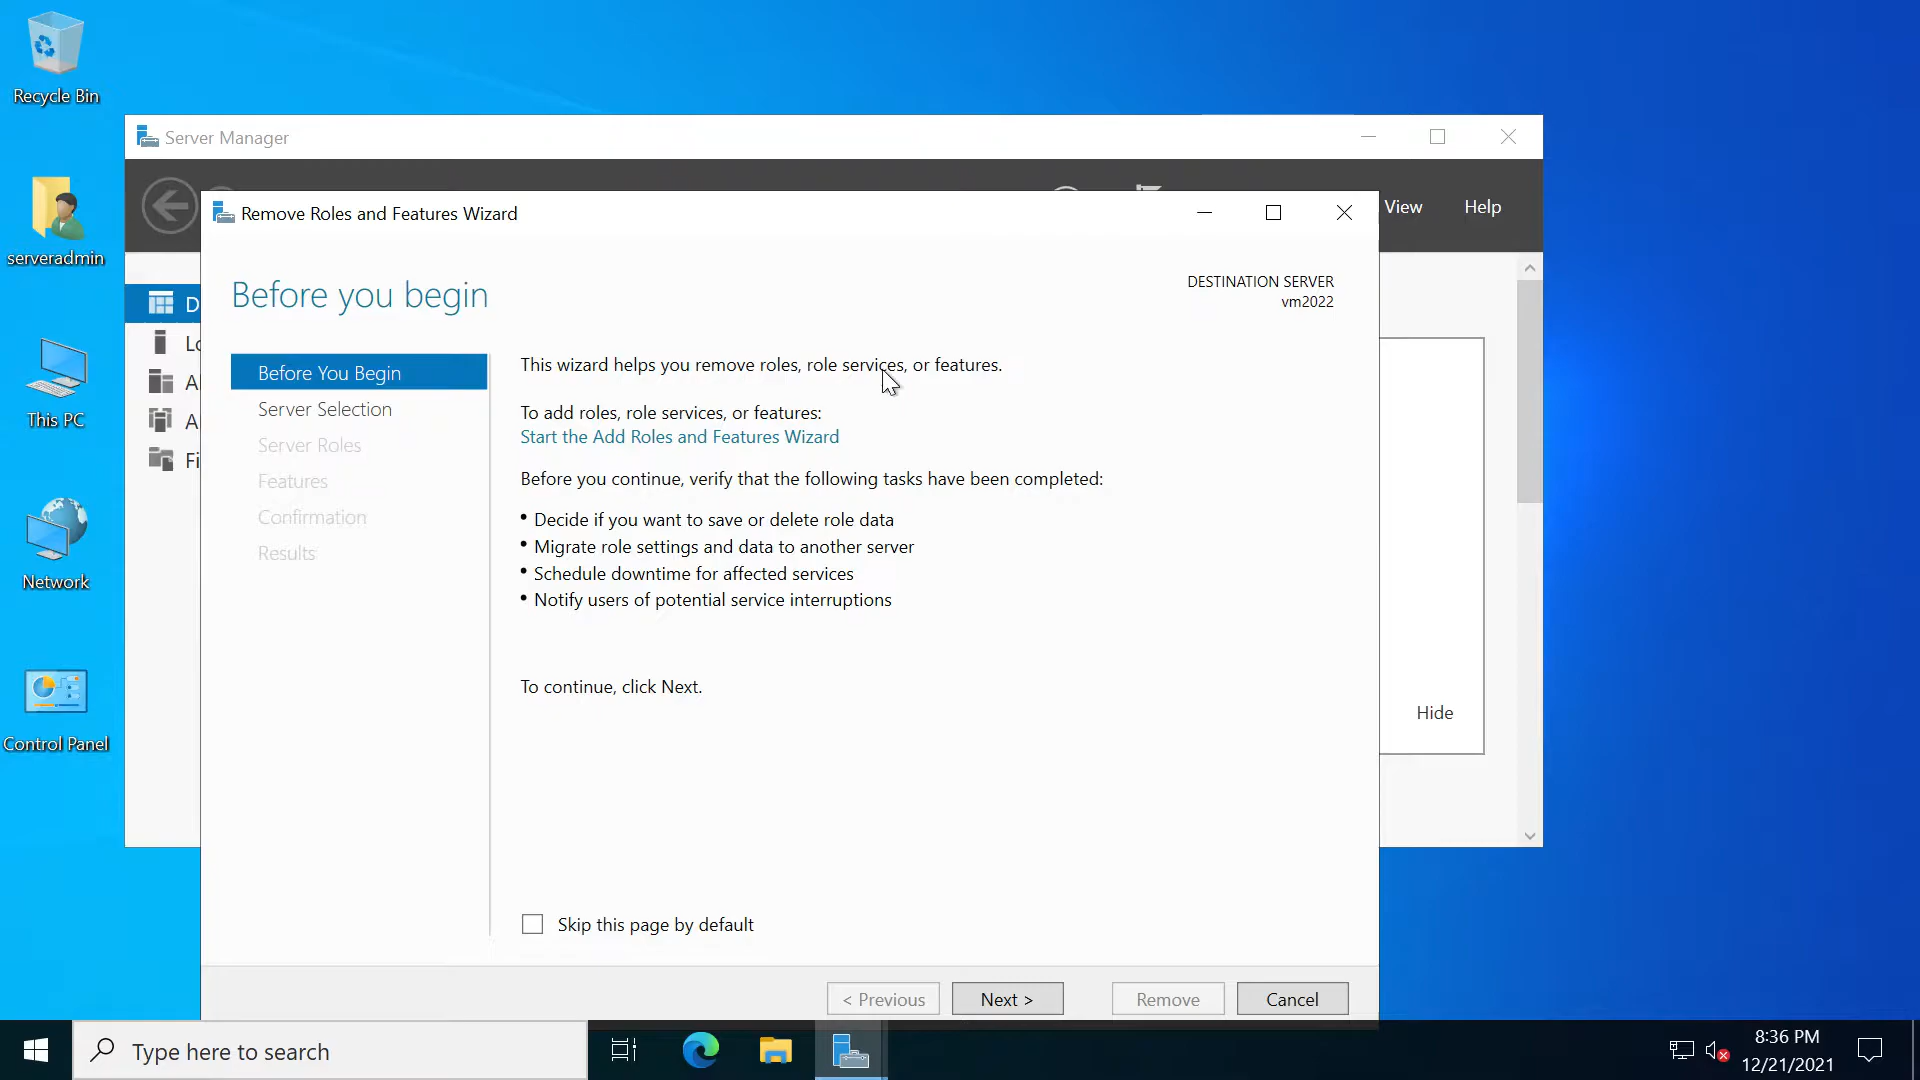 Recycle Bin
serveradmin
This PC
Network
Control Panel
Server Manager
View
Help
Remove Roles and Features Wizard
Before you begin
DESTINATION SERVER
vm2022
Before You Begin
Server Selection
Server Roles
Features
Confirmation
Results
This wizard helps you remove roles, role services, or features.
To add roles, role services, or features:
Start the Add Roles and Features Wizard
Before you continue, verify that the following tasks have been completed:
• Decide if you want to save or delete role data
• Migrate role settings and data to another server
• Schedule downtime for affected services
• Notify users of potential service interruptions
To continue, click Next.
Skip this page by default
< Previous
Next >
Remove
Cancel
Hide
Type here to search
8:36 PM
12/21/2021